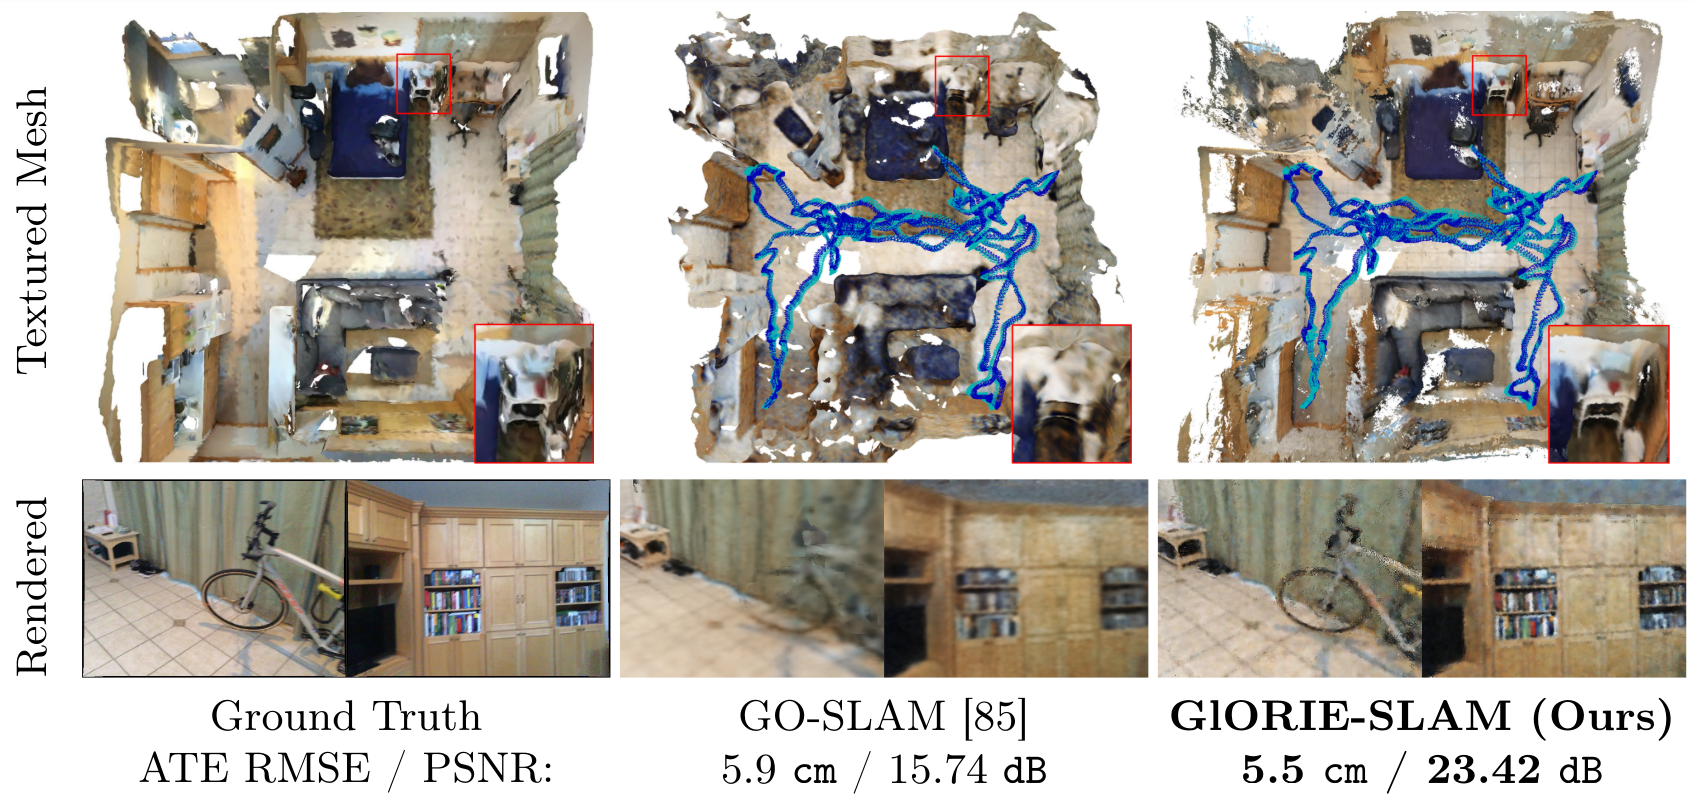 Textured Mesh
Rendered
Ground Truth
GO-SLAM [85]
GlORIE-SLAM (Ours)
ATE RMSE / PSNR:
5.9 cm / 15.74 dB
5.5 cm / 23.42 dB